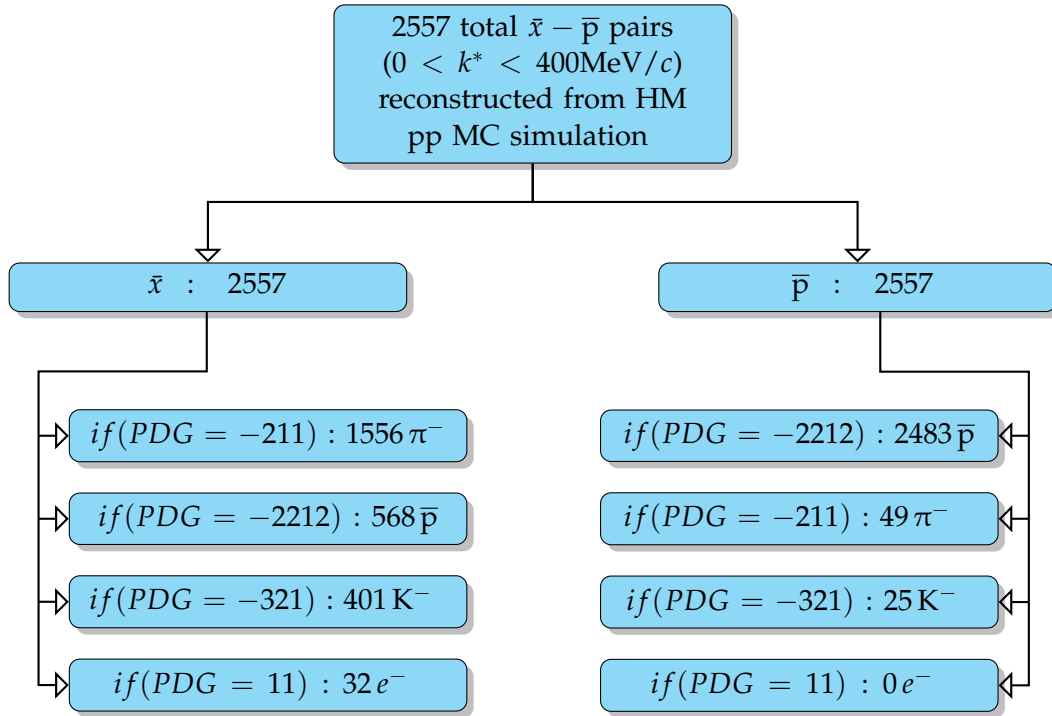 2557 total x̄ − p̅ pairs
(0 < k* < 400MeV/c)
reconstructed from HM
pp MC simulation
x̄ : 2557
p̅ : 2557
if(PDG = −211) : 1556 π⁻
if(PDG = −2212) : 568 p̅
if(PDG = −321) : 401 K⁻
if(PDG = 11) : 32 e⁻
if(PDG = −2212) : 2483 p̅
if(PDG = −211) : 49 π⁻
if(PDG = −321) : 25 K⁻
if(PDG = 11) : 0 e⁻